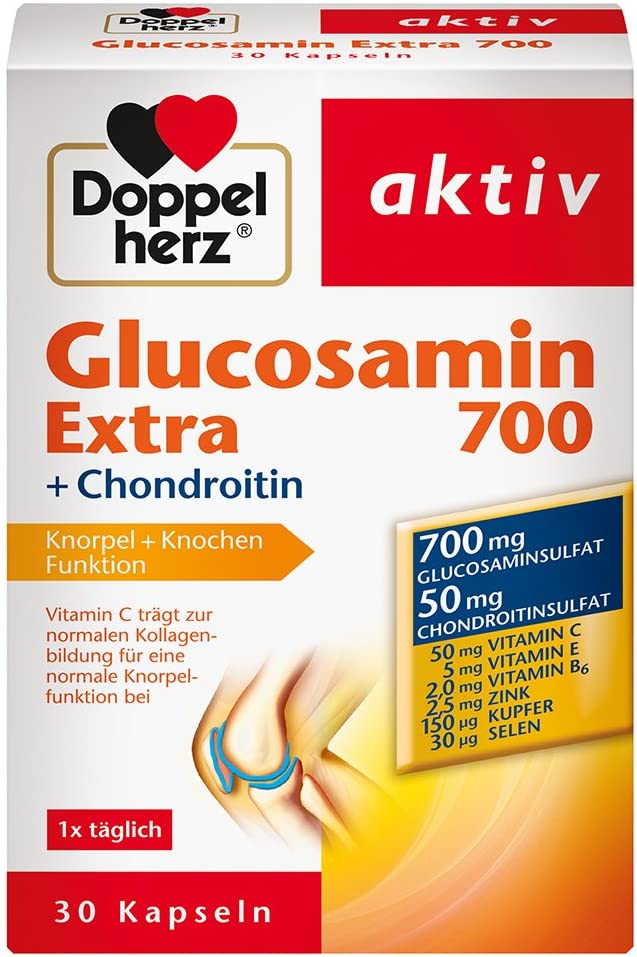 Doppel
herz
Glucosamin Extra 700
30 Kapseln
Doppel
herz®
aktiv
Glucosamin
Extra 700
+ Chondroitin
Knorpel + Knochen
Funktion
700 mg
GLUCOSAMINSULFAT
50 mg
CHONDROITINSULFAT
50 mg VITAMIN C
5 mg VITAMIN E
2,0 mg VITAMIN B6
2,5 mg ZINK
150 µg KUPFER
30 µg SELEN
Vitamin C trägt zur
normalen Kollagen-
bildung für eine
normale Knorpel-
funktion bei
1x täglich
30 Kapseln